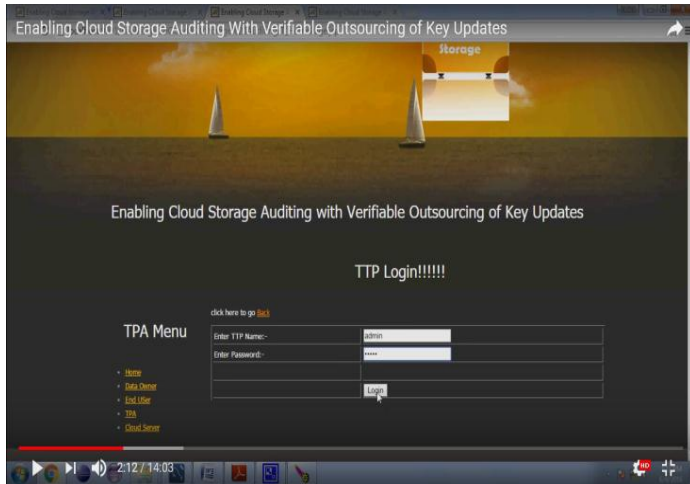 Enabling Cloud Storage Auditing With Verifiable Outsourcing of Key Updates
Storage
Enabling Cloud Storage Auditing with Verifiable Outsourcing of Key Updates
TTP Login!!!!!!
click here to go Back
TPA Menu
Enter TTP Name:-
admin
Enter Password:-
•••••
Login
Home
Data Owner
End User
TPA
Cloud Server
2:12 / 14:03
HD